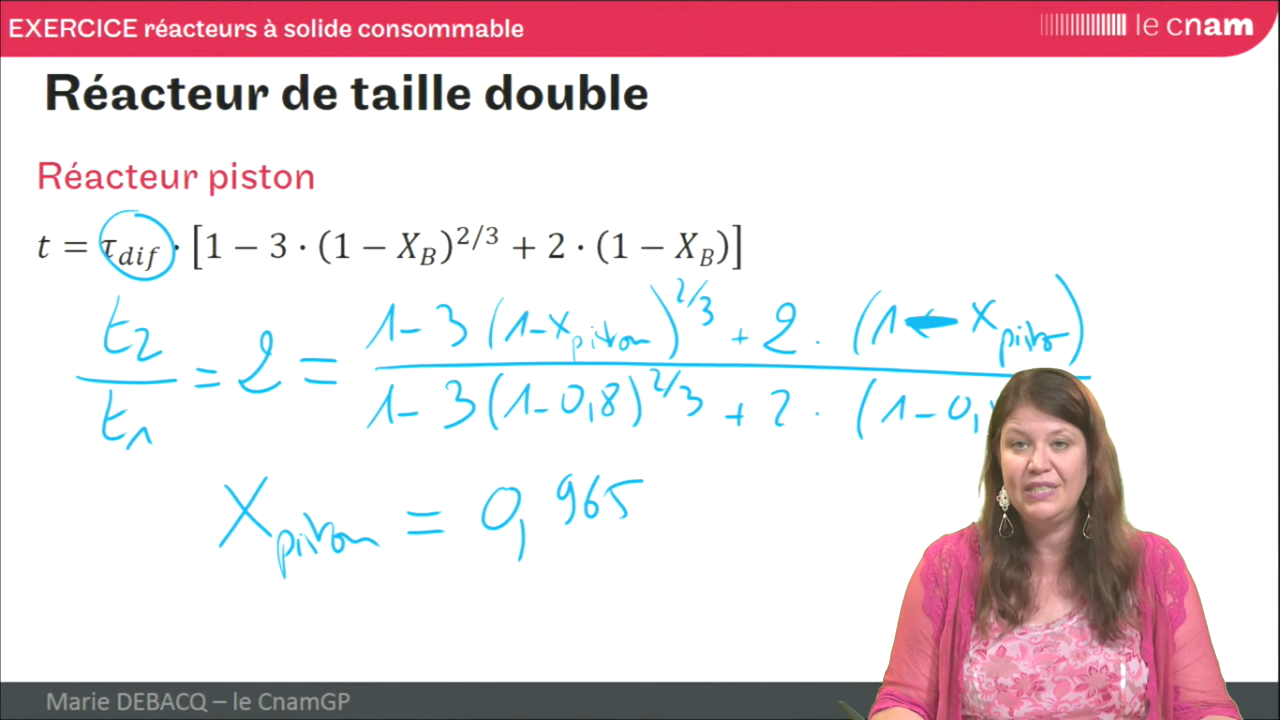 EXERCICE réacteurs à solide consommable
le cnam
Réacteur de taille double
Réacteur piston
t = τ_dif · [1 − 3 · (1 − X_B)^2/3 + 2 · (1 − X_B)]
t2/t1 = 2 = (1 − 3 (1 − X_piston)^2/3 + 2 · (1 − X_piston)) / (1 − 3 (1 − 0,8)^2/3 + 2 · (1 − 0,
X_piston = 0,965
Marie DEBACQ – le CnamGP